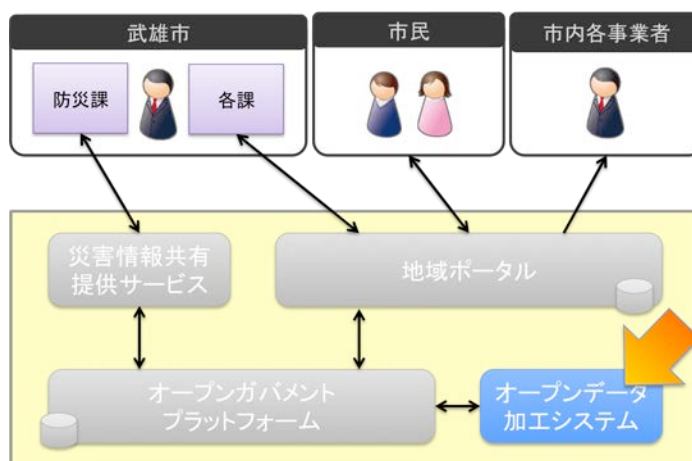 武雄市
市民
市内各事業者
防災課
各課
災害情報共有
提供サービス
地域ポータル
オープンガバメント
プラットフォーム
オープンデータ
加工システム